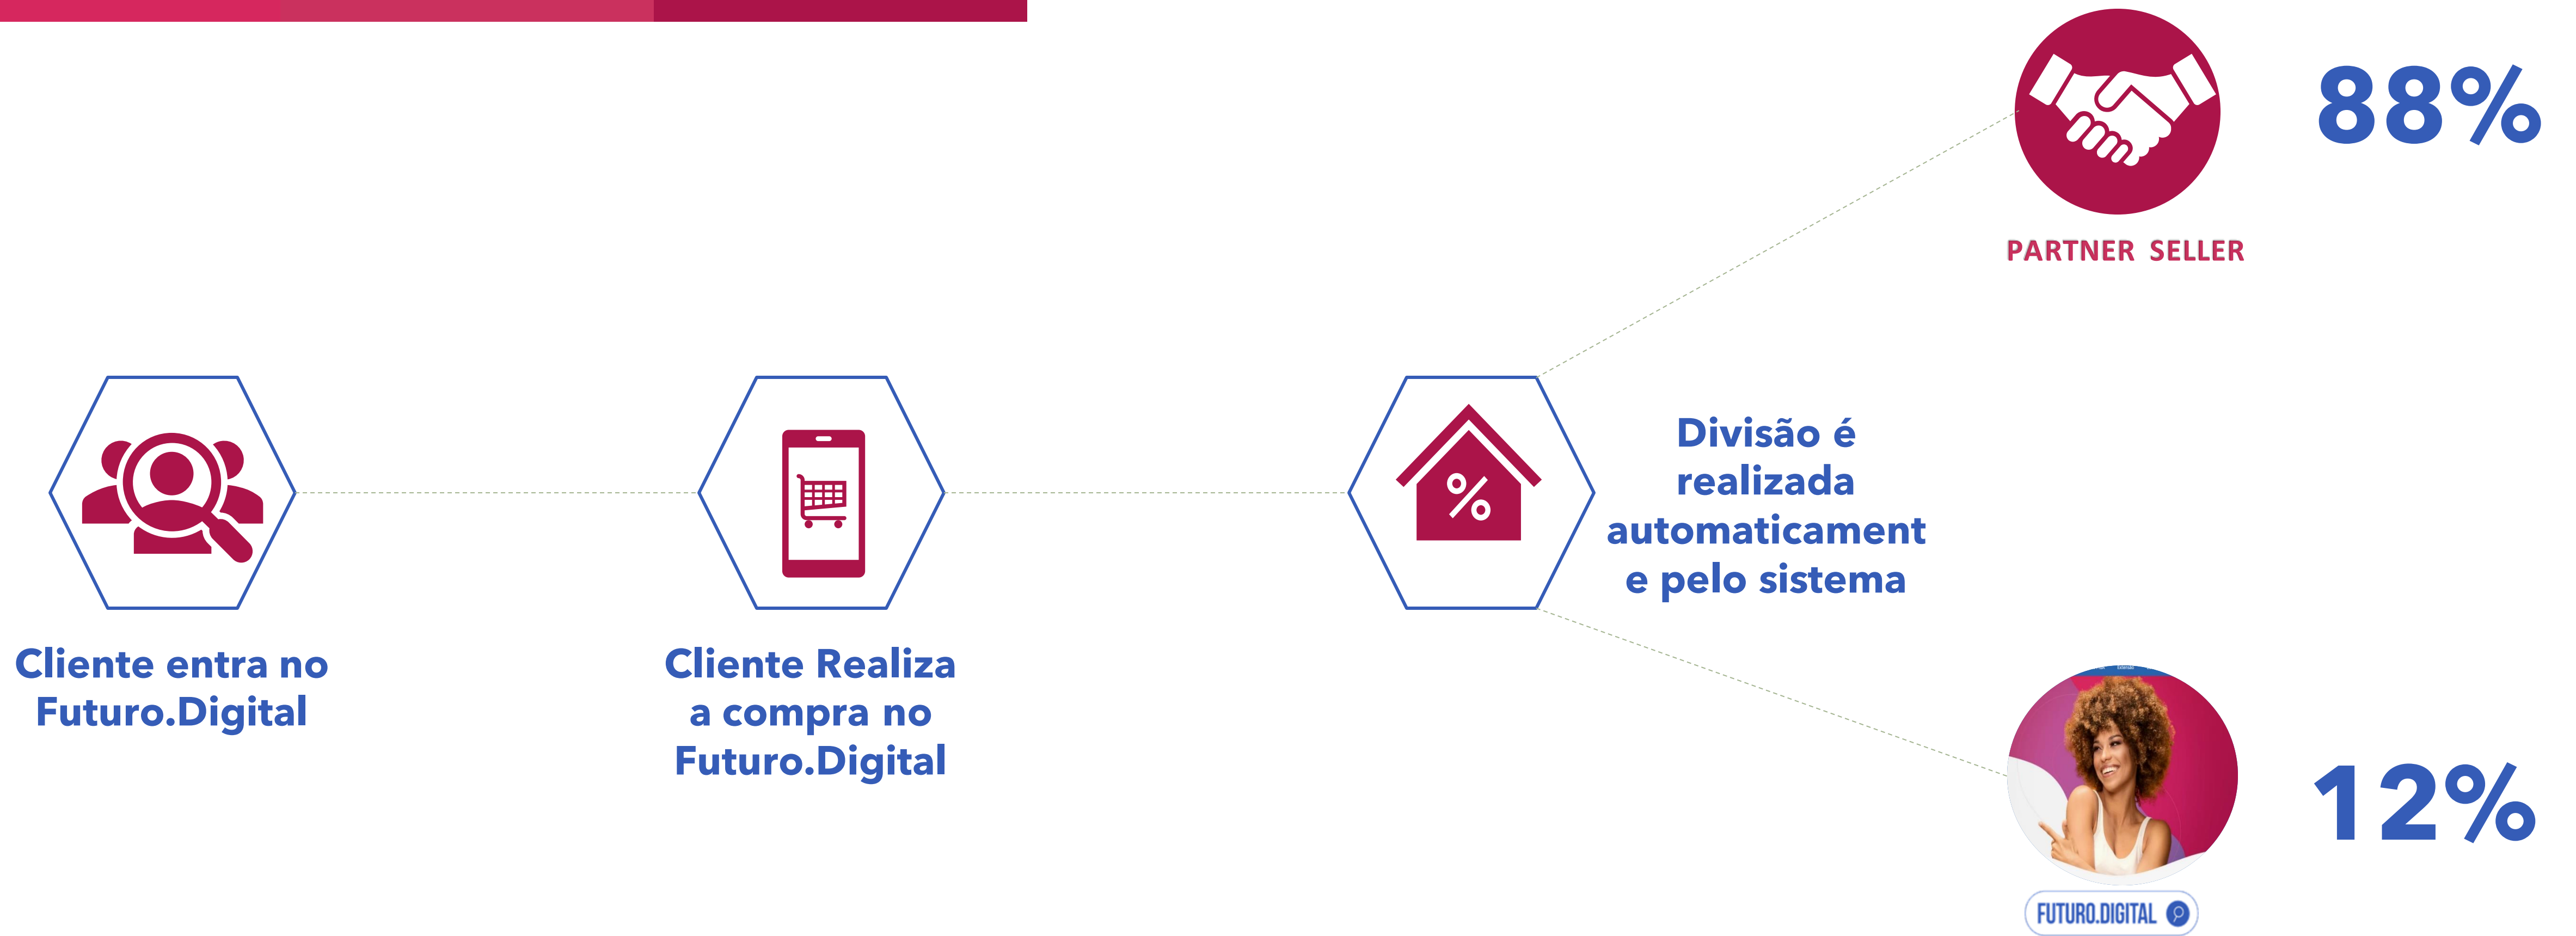 88%
PARTNER SELLER
Divisão é
realizada
automaticament
e pelo sistema
Cliente entra no
Futuro.Digital
Cliente Realiza
a compra no
Futuro.Digital
12%
FUTURO.DIGITAL